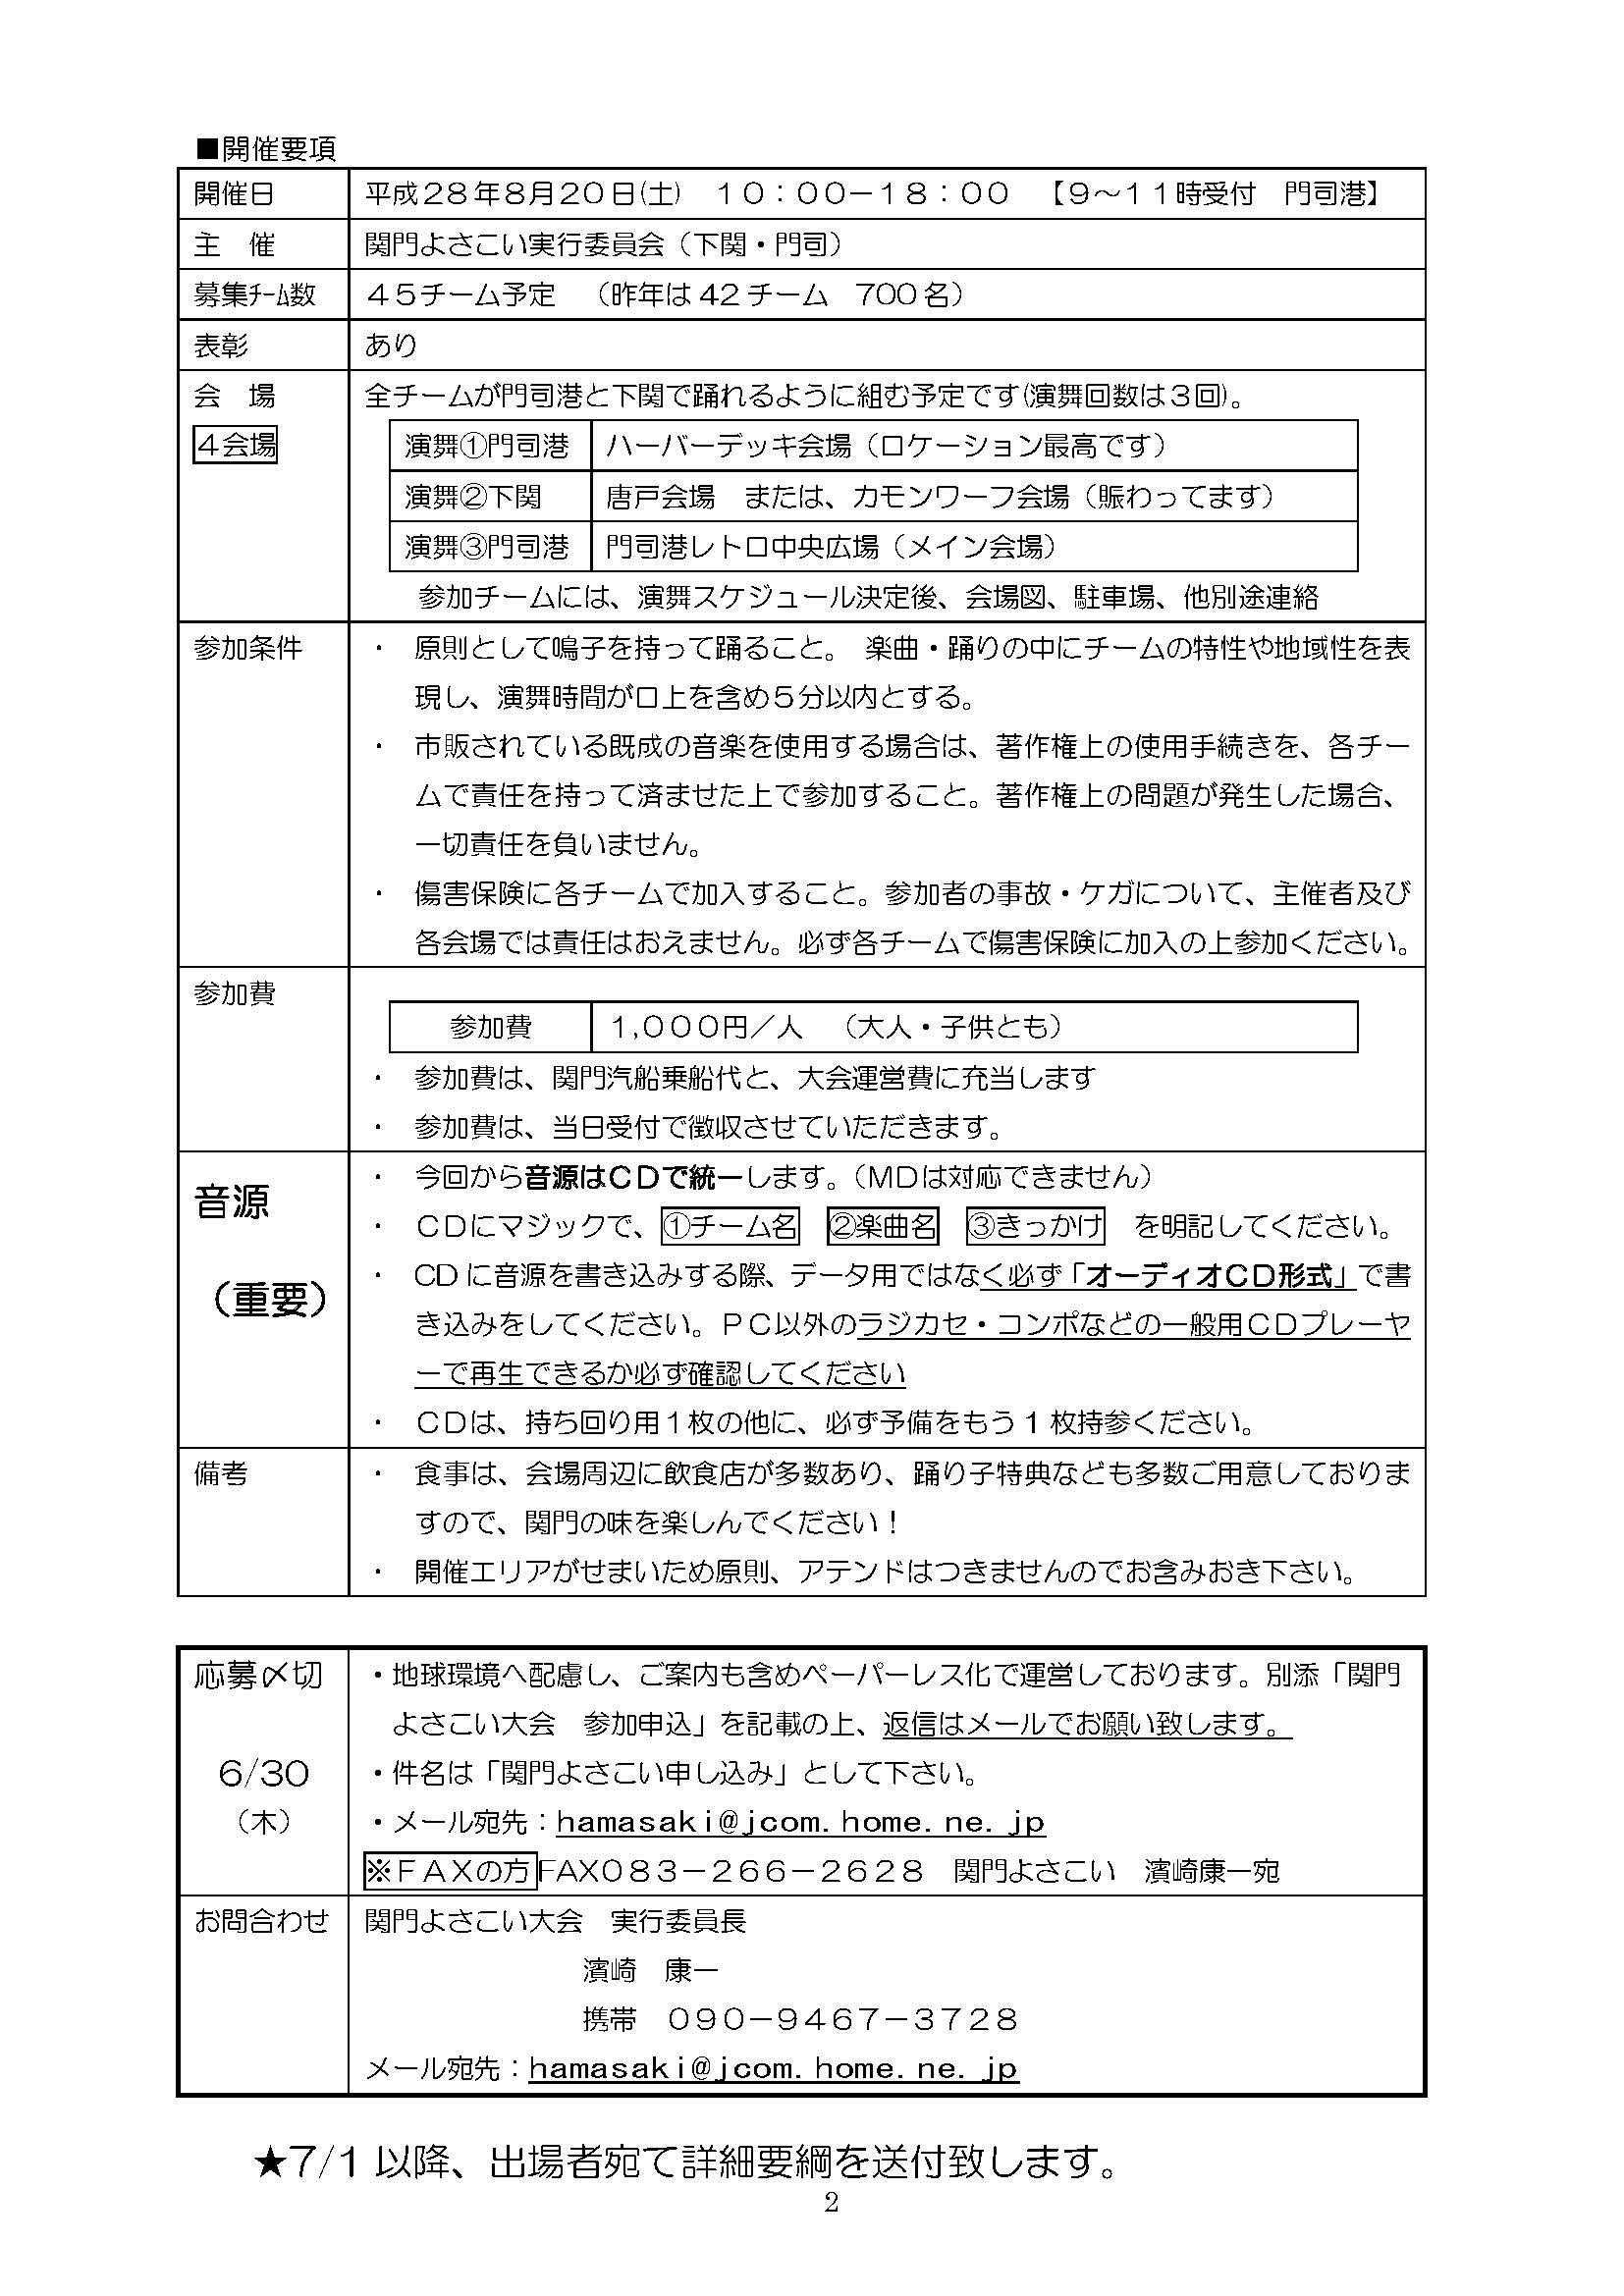 ■開催要項
開催日 平成28年8月20日(土)　10：00－18：00　【9～11時受付　門司港】
主　催 関門よさこい実行委員会（下関・門司）
募集ﾁｰﾑ数 45チーム予定　（昨年は42チーム　700名）
表彰 あり
会　場 全チームが門司港と下関で踊れるように組む予定です(演舞回数は3回)。
4会場 演舞①門司港 ハーバーデッキ会場（ロケーション最高です）
演舞②下関 唐戸会場　または、カモンワーフ会場（賑わってます）
演舞③門司港 門司港レトロ中央広場（メイン会場）
参加チームには、演舞スケジュール決定後、会場図、駐車場、他別途連絡
参加条件 ・ 原則として鳴子を持って踊ること。 楽曲・踊りの中にチームの特性や地域性を表
現し、演舞時間が口上を含め5分以内とする。
・ 市販されている既成の音楽を使用する場合は、著作権上の使用手続きを、各チー
ムで責任を持って済ませた上で参加すること。著作権上の問題が発生した場合、
一切責任を負いません。
・ 傷害保険に各チームで加入すること。参加者の事故・ケガについて、主催者及び
各会場では責任はおえません。必ず各チームで傷害保険に加入の上参加ください。
参加費
参加費 1,000円／人　（大人・子供とも）
・ 参加費は、関門汽船乗船代と、大会運営費に充当します
・ 参加費は、当日受付で徴収させていただきます。
音源 ・ 今回から音源はＣＤで統一します。（ＭＤは対応できません）
・ ＣＤにマジックで、①チーム名　②楽曲名　③きっかけ　を明記してください。
（重要） ・ CDに音源を書き込みする際、データ用ではなく必ず「オーディオＣＤ形式」で書
き込みをしてください。ＰＣ以外のラジカセ・コンポなどの一般用ＣＤプレーヤ
ーで再生できるか必ず確認してください
・ ＣＤは、持ち回り用1枚の他に、必ず予備をもう1枚持参ください。
備考 ・ 食事は、会場周辺に飲食店が多数あり、踊り子特典なども多数ご用意しておりま
すので、関門の味を楽しんでください！
・ 開催エリアがせまいため原則、アテンドはつきませんのでお含みおき下さい。
応募〆切 ・地球環境へ配慮し、ご案内も含めペーパーレス化で運営しております。別添「関門
よさこい大会　参加申込」を記載の上、返信はメールでお願い致します。
6/30 ・件名は「関門よさこい申し込み」として下さい。
（木） ・メール宛先：hamasaki@jcom.home.ne.jp
※ＦＡＸの方 FAX083－266－2628　関門よさこい　濱崎康一宛
お問合わせ 関門よさこい大会　実行委員長
濱崎　康一
携帯　090－9467－3728
メール宛先：hamasaki@jcom.home.ne.jp
★7/1以降、出場者宛て詳細要綱を送付致します。
2